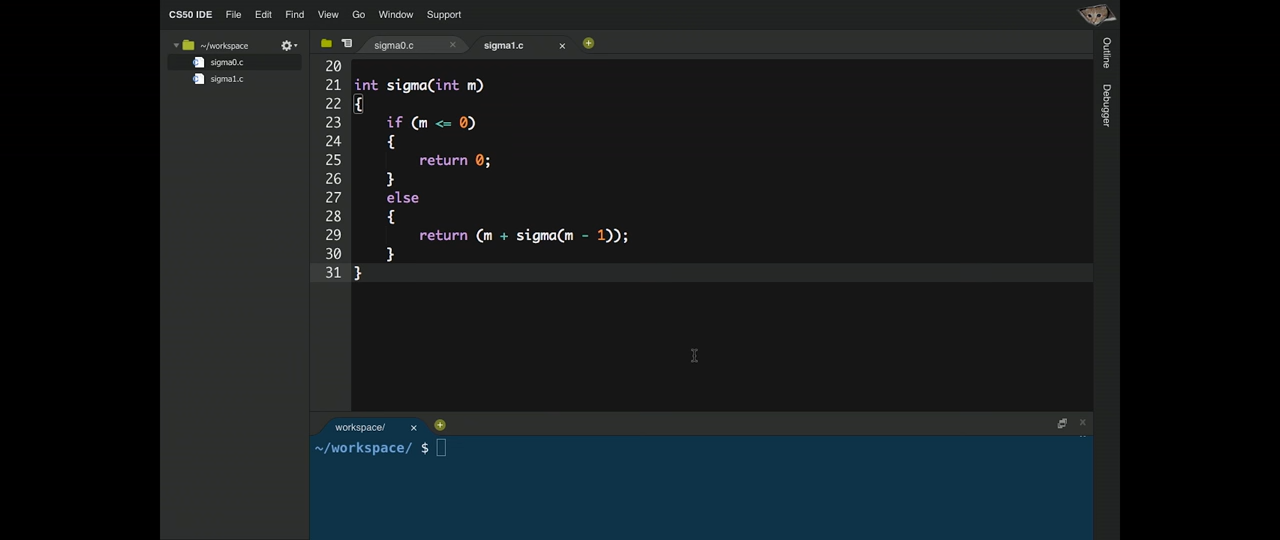 CS50 IDE File Edit Find View Go Window Support
~/workspace
sigma0.c
sigma1.c
sigma0.c × sigma1.c ×
20
21 int sigma(int m)
22 {
23 if (m <= 0)
24 {
25 return 0;
26 }
27 else
28 {
29 return (m + sigma(m - 1));
30 }
31 }
Outline
Debugger
workspace/ ×
~/workspace/ $